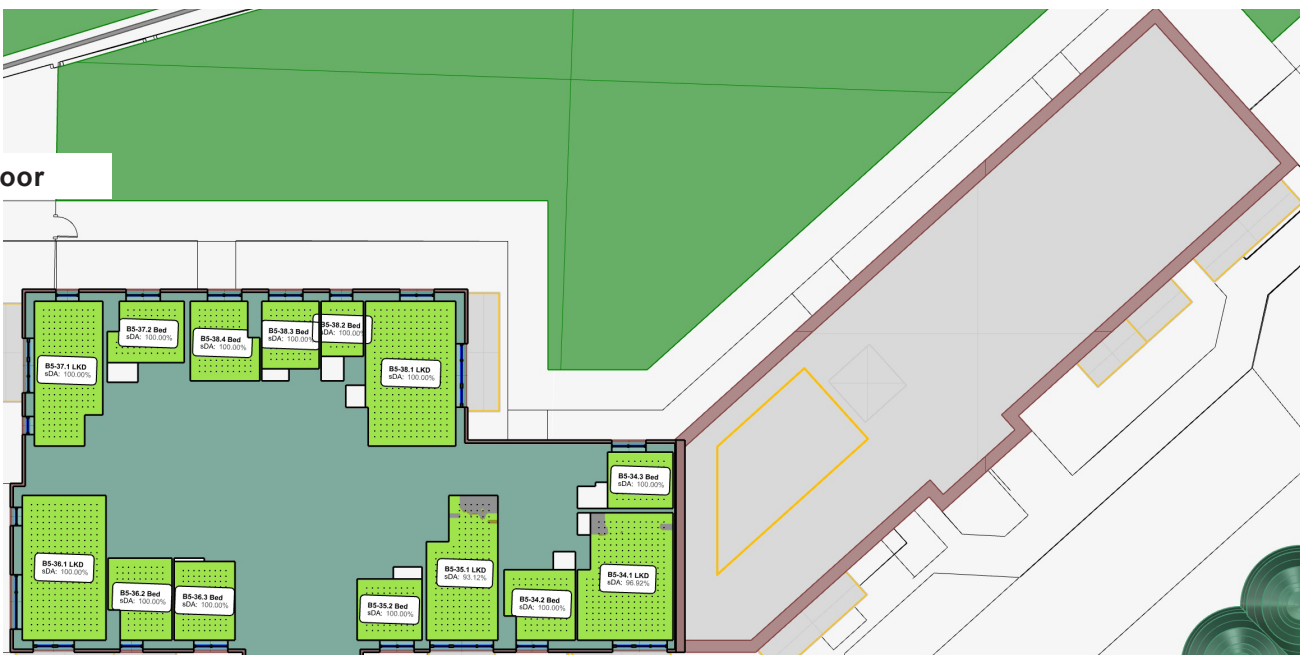 oor
B5-37.2 Bed
sDA: 100.00%
B5-38.4 Bed
sDA: 100.00%
B5-38.3 Bed
sDA: 100.00%
B5-38.2 Bed
sDA: 100.00%
B5-37.1 LKD
sDA: 100.00%
B5-38.1 LKD
sDA: 100.00%
B5-34.3 Bed
sDA: 100.00%
B5-36.1 LKD
sDA: 100.00%
B5-36.2 Bed
sDA: 100.00%
B5-36.3 Bed
sDA: 100.00%
B5-35.2 Bed
sDA: 100.00%
B5-35.1 LKD
sDA: 93.12%
B5-34.2 Bed
sDA: 100.00%
B5-34.1 LKD
sDA: 96.92%